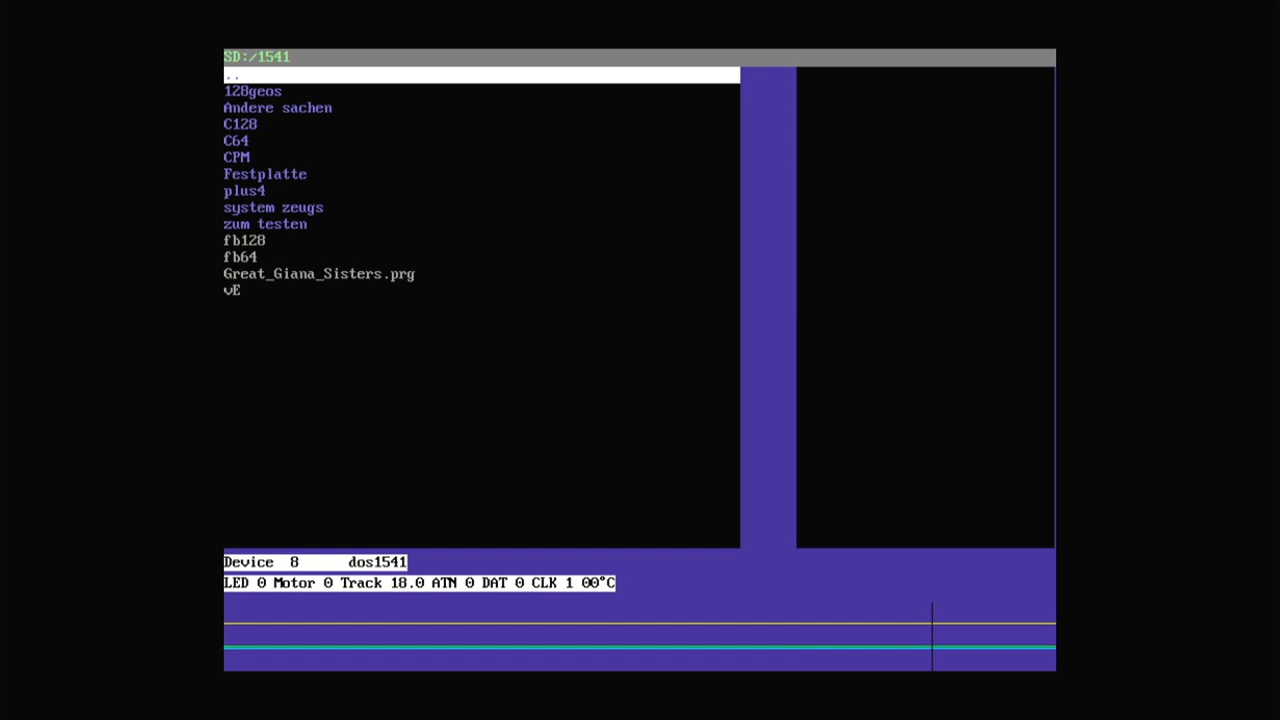 SD:/1541
..
128geos
Andere sachen
C128
C64
CPM
Festplatte
plus4
system zeugs
zum testen
fb128
fb64
Great_Giana_Sisters.prg
vE
Device  8      dos1541
LED 0 Motor 0 Track 18.0 ATN 0 DAT 0 CLK 1 00°C